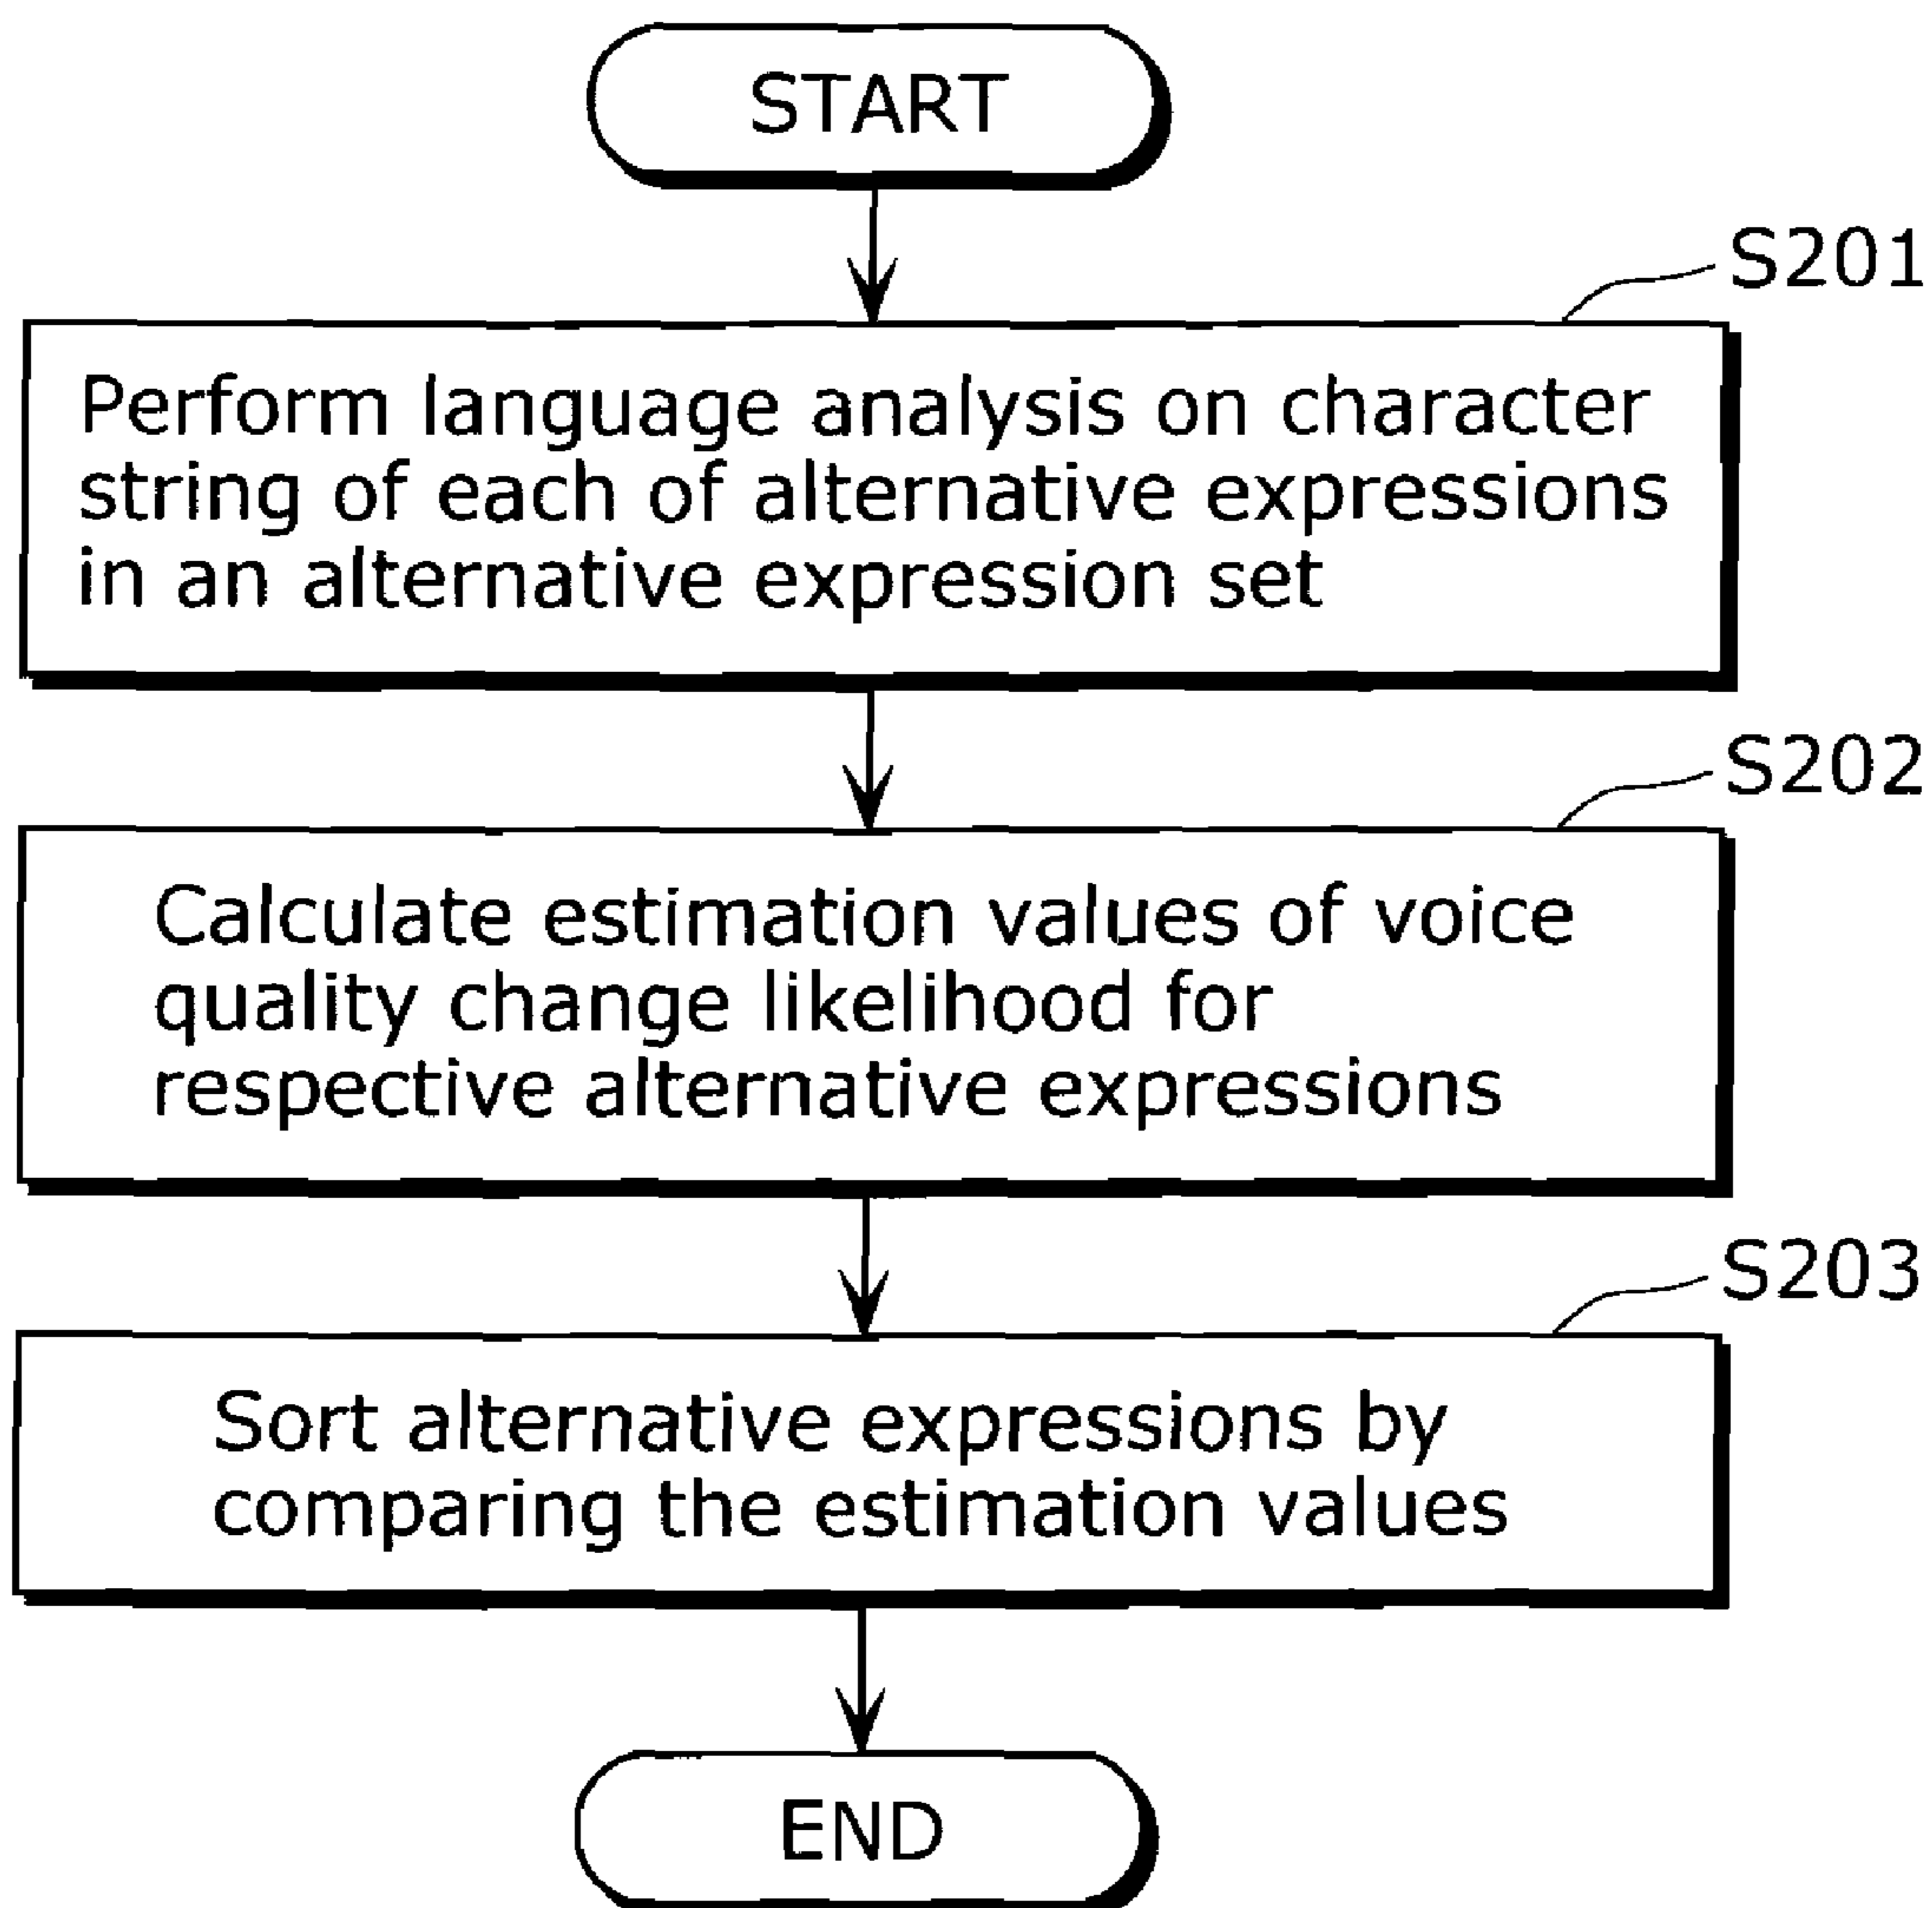 START
S201
Perform language analysis on character
string of each of alternative expressions
in an alternative expression set
S202
Calculate estimation values of voice
quality change likelihood for
respective alternative expressions
S203
Sort alternative expressions by
comparing the estimation values
END